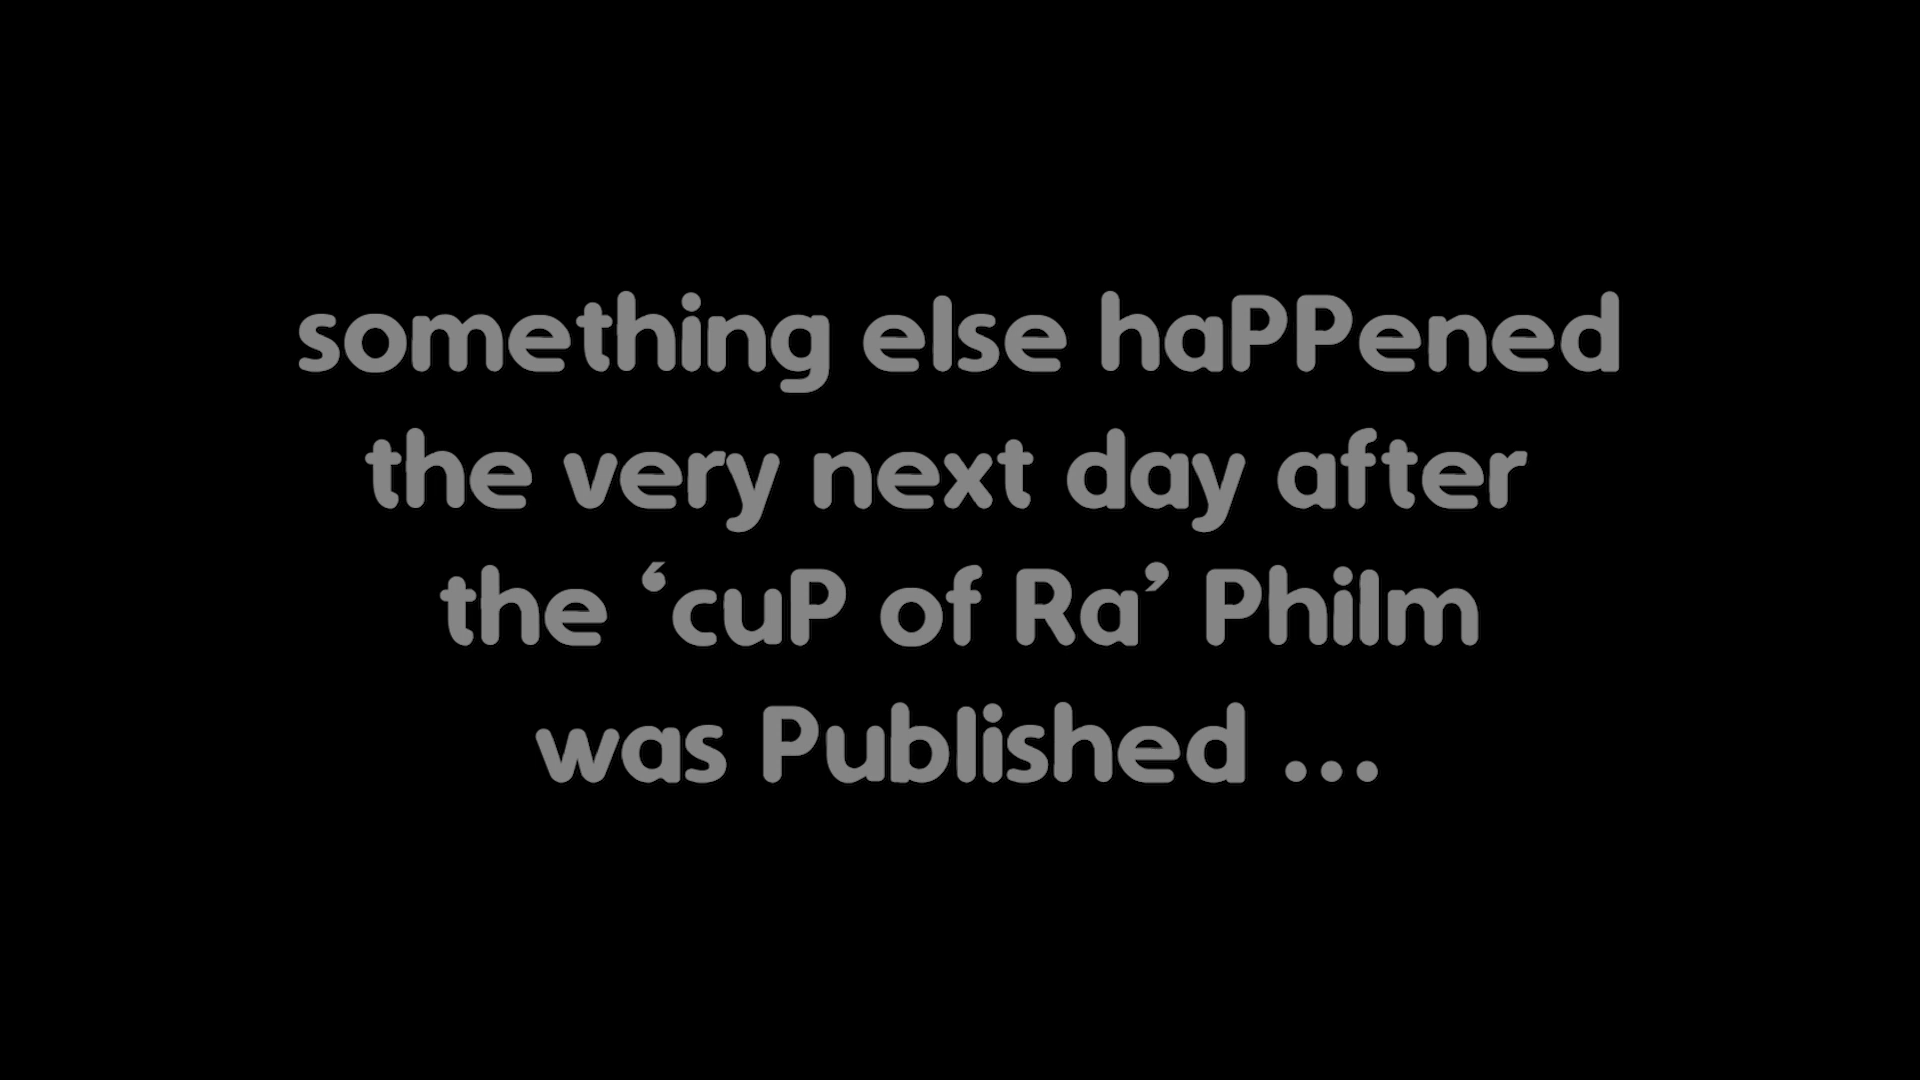 something else haPPened
the very next day after
the ‘cuP of Ra’ Philm
was Published ...